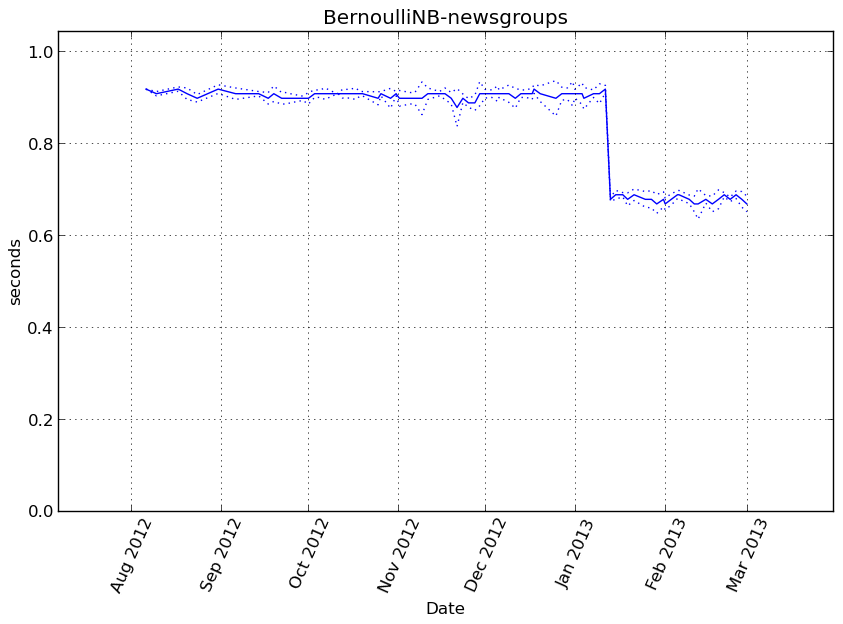 BernoulliNB-newsgroups
1.0
0.8
0.6
0.4
0.2
0.0
seconds
Aug 2012
Sep 2012
Oct 2012
Nov 2012
Dec 2012
Jan 2013
Feb 2013
Mar 2013
Date